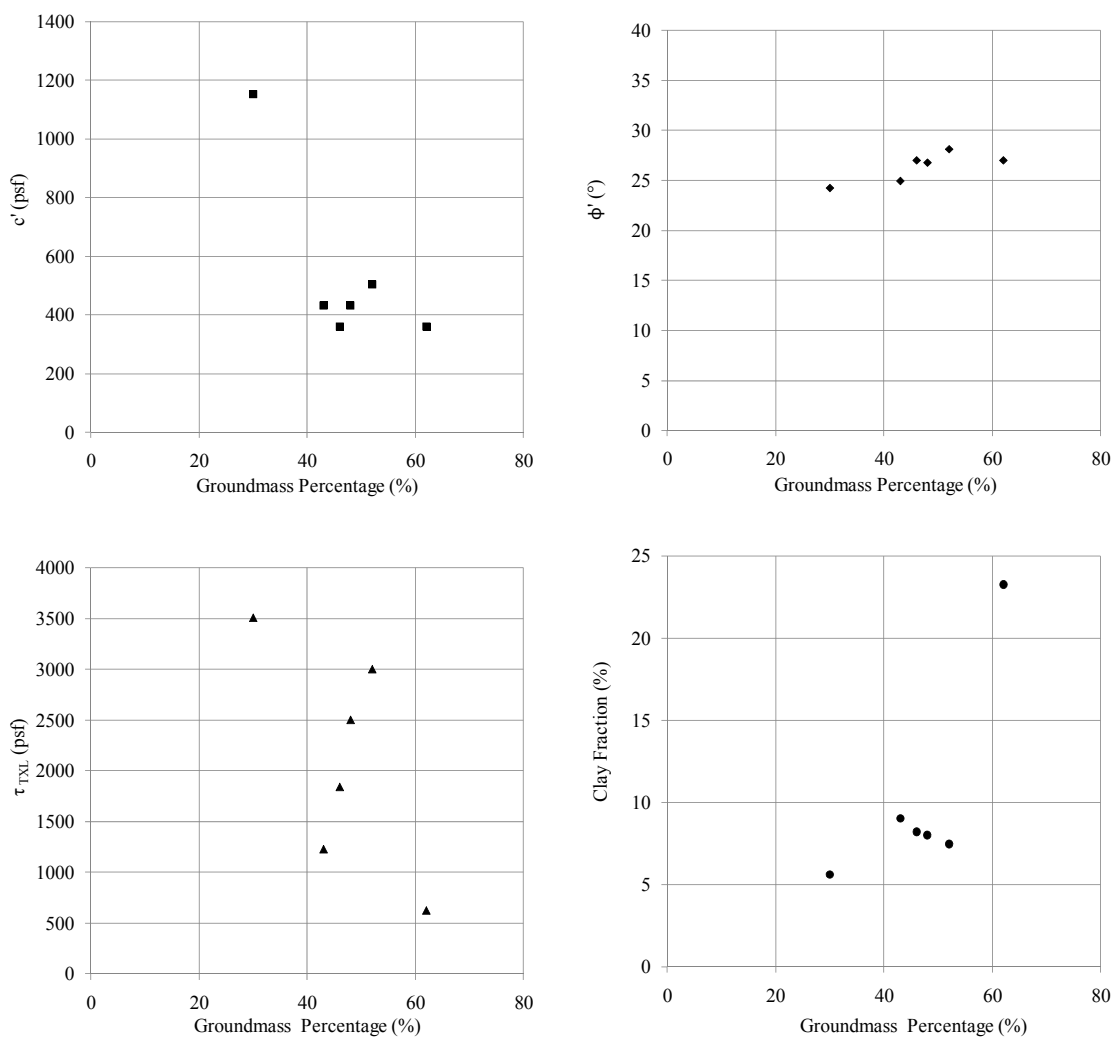 1400
1200
1000
800
600
400
200
0
c' (psf)
0 20 40 60 80
Groundmass Percentage (%)
40
35
30
25
20
15
10
5
0
ϕ' (°)
0 20 40 60 80
Groundmass Percentage (%)
4000
3500
3000
2500
2000
1500
1000
500
0
τTXL (psf)
0 20 40 60 80
Groundmass Percentage (%)
25
20
15
10
5
0
Clay Fraction (%)
0 20 40 60 80
Groundmass Percentage (%)